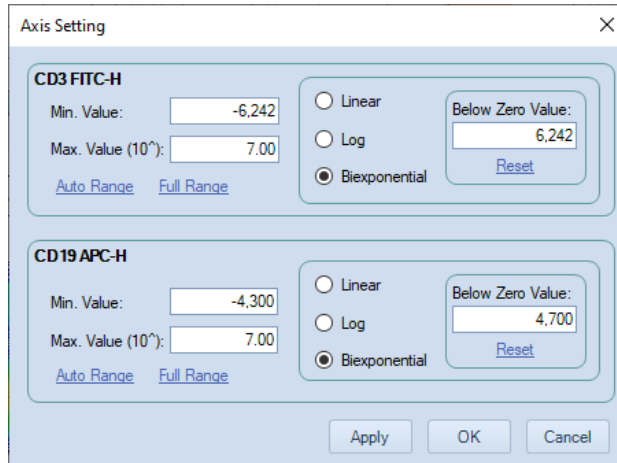 Axis Setting
CD3 FITC-H
Min. Value: -6,242
Max. Value (10^): 7.00
Auto Range Full Range
Linear
Log
Biexponential
Below Zero Value:
6,242
Reset
CD19 APC-H
Min. Value: -4,300
Max. Value (10^): 7.00
Auto Range Full Range
Linear
Log
Biexponential
Below Zero Value:
4,700
Reset
Apply OK Cancel